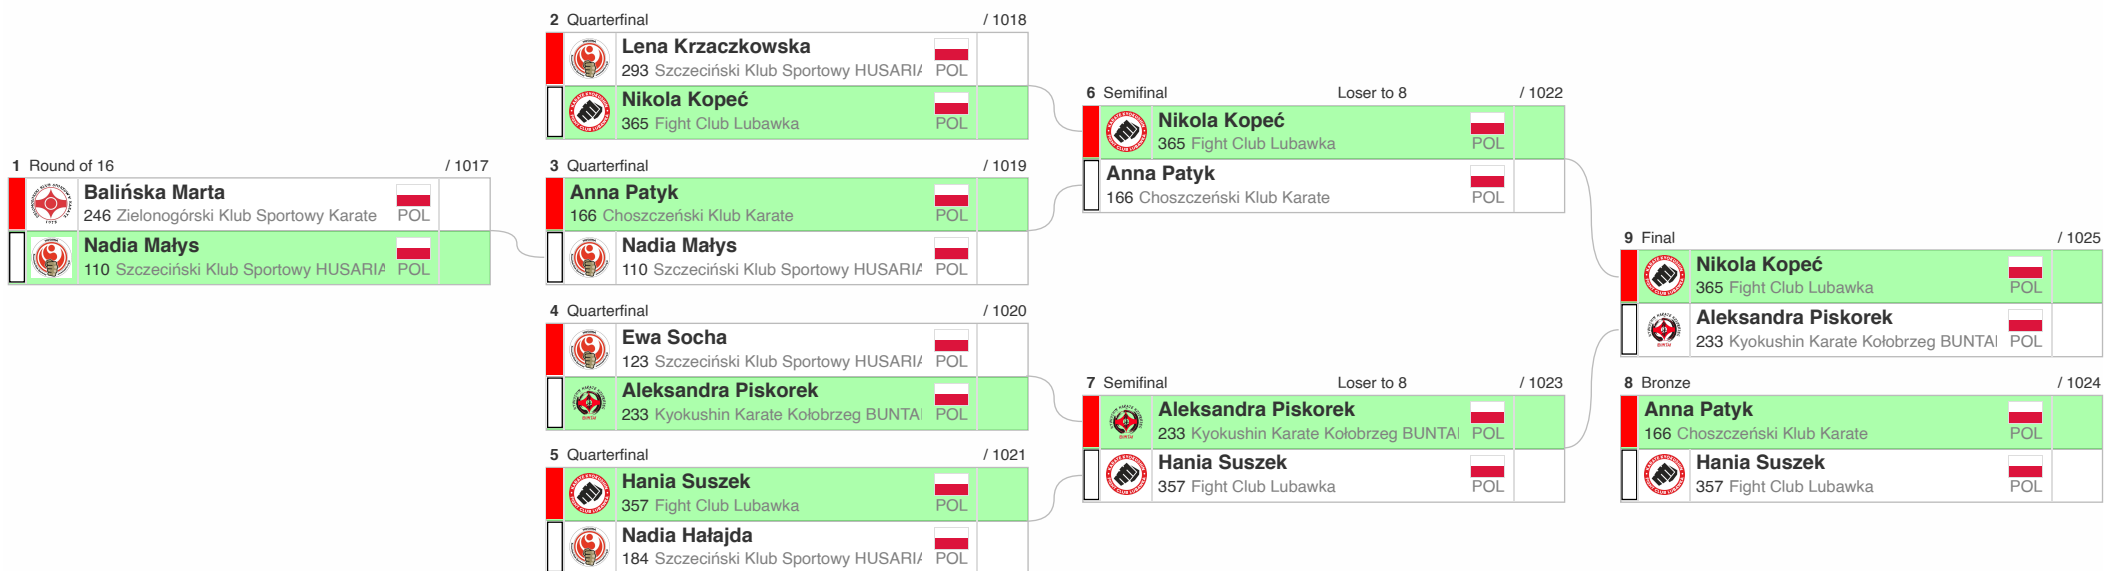 1 Round of 16 / 1017
Balińska Marta
246 Zielonogórski Klub Sportowy Karate POL
Nadia Małys
110 Szczeciński Klub Sportowy HUSARIA POL
2 Quarterfinal / 1018
Lena Krzaczkowska
293 Szczeciński Klub Sportowy HUSARIA POL
Nikola Kopeć
365 Fight Club Lubawka POL
3 Quarterfinal / 1019
Anna Patyk
166 Choszczeński Klub Karate POL
Nadia Małys
110 Szczeciński Klub Sportowy HUSARIA POL
4 Quarterfinal / 1020
Ewa Socha
123 Szczeciński Klub Sportowy HUSARIA POL
Aleksandra Piskorek
233 Kyokushin Karate Kołobrzeg BUNTAI POL
5 Quarterfinal / 1021
Hania Suszek
357 Fight Club Lubawka POL
Nadia Hałajda
184 Szczeciński Klub Sportowy HUSARIA POL
6 Semifinal Loser to 8 / 1022
Nikola Kopeć
365 Fight Club Lubawka POL
Anna Patyk
166 Choszczeński Klub Karate POL
7 Semifinal Loser to 8 / 1023
Aleksandra Piskorek
233 Kyokushin Karate Kołobrzeg BUNTAI POL
Hania Suszek
357 Fight Club Lubawka POL
9 Final / 1025
Nikola Kopeć
365 Fight Club Lubawka POL
Aleksandra Piskorek
233 Kyokushin Karate Kołobrzeg BUNTAI POL
8 Bronze / 1024
Anna Patyk
166 Choszczeński Klub Karate POL
Hania Suszek
357 Fight Club Lubawka POL